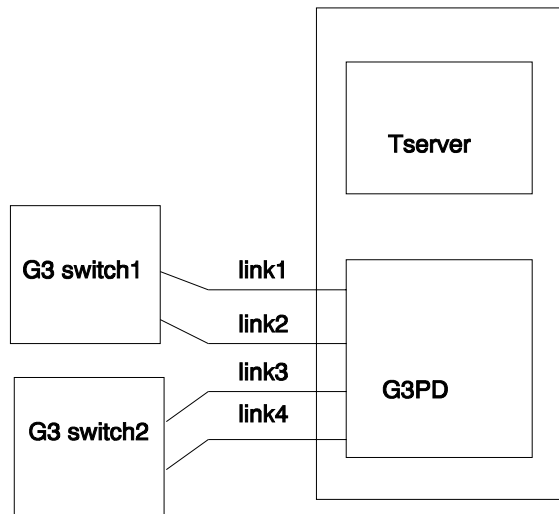 Tserver
G3 switch1
link1
link2
link3
G3PD
link4
G3 switch2